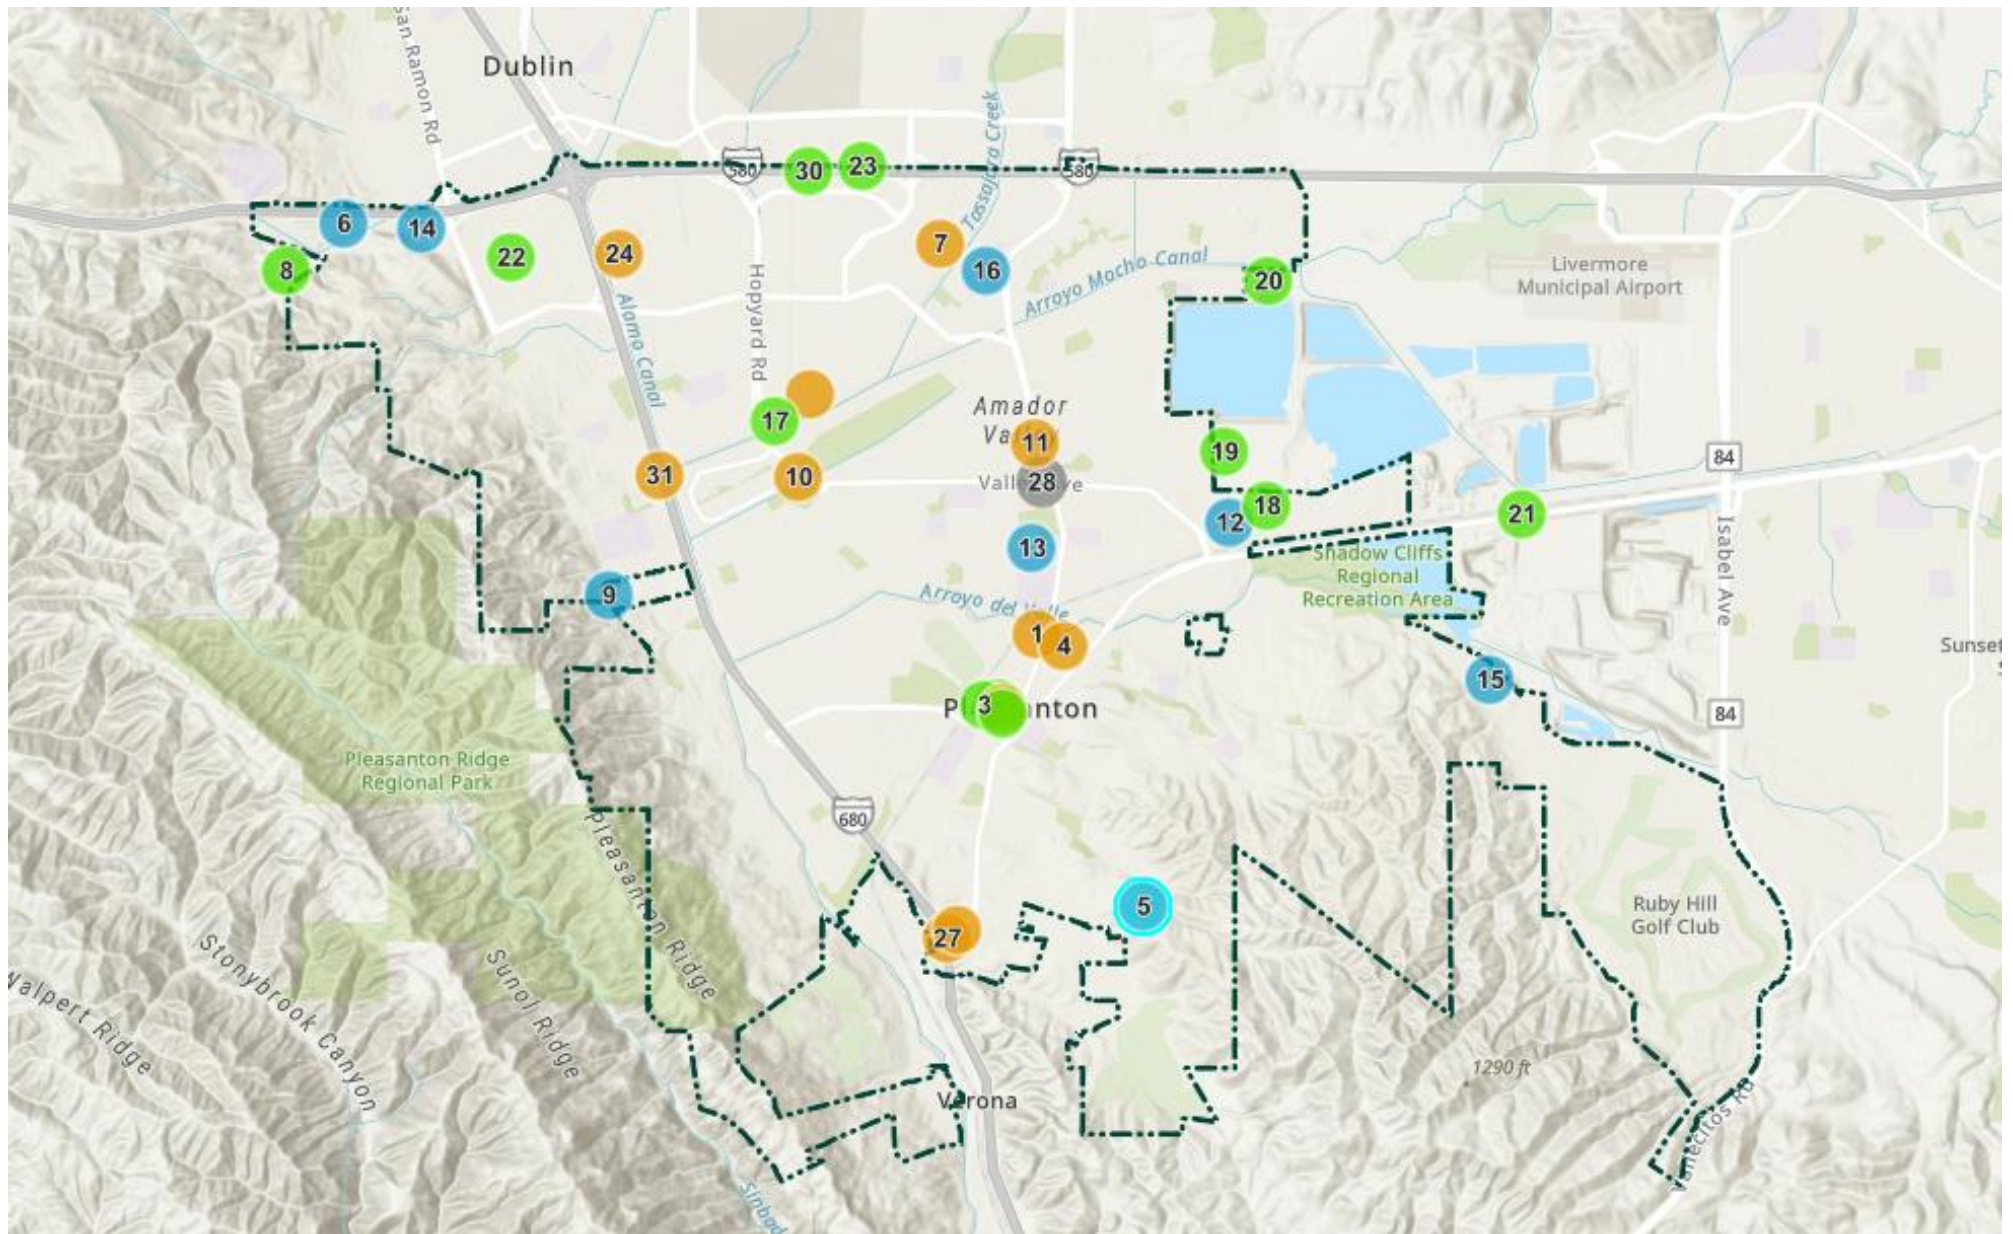 San Ramon Rd
Dublin
Tassajara Creek
580
30
23
580
6
14
22
24
7
16
8
Arroyo Mocho Canal
20
Livermore
Municipal Airport
Alamo Canal
Hopyard Rd
17
Amador
11
31
10
28
19
84
12
18
21
Isabel Ave
13
Shadow Cliffs
Regional
Recreation Area
9
Arroyo del Valle
1
4
Sunset
15
3
84
Pleasanton Ridge
Regional Park
680
Pleasanton Ridge
5
27
Ruby Hill
Golf Club
Stonybrook Canyon
Sunol Ridge
Walpert Ridge
1290 ft
Verona
Vallecitos Rd
Sinbad